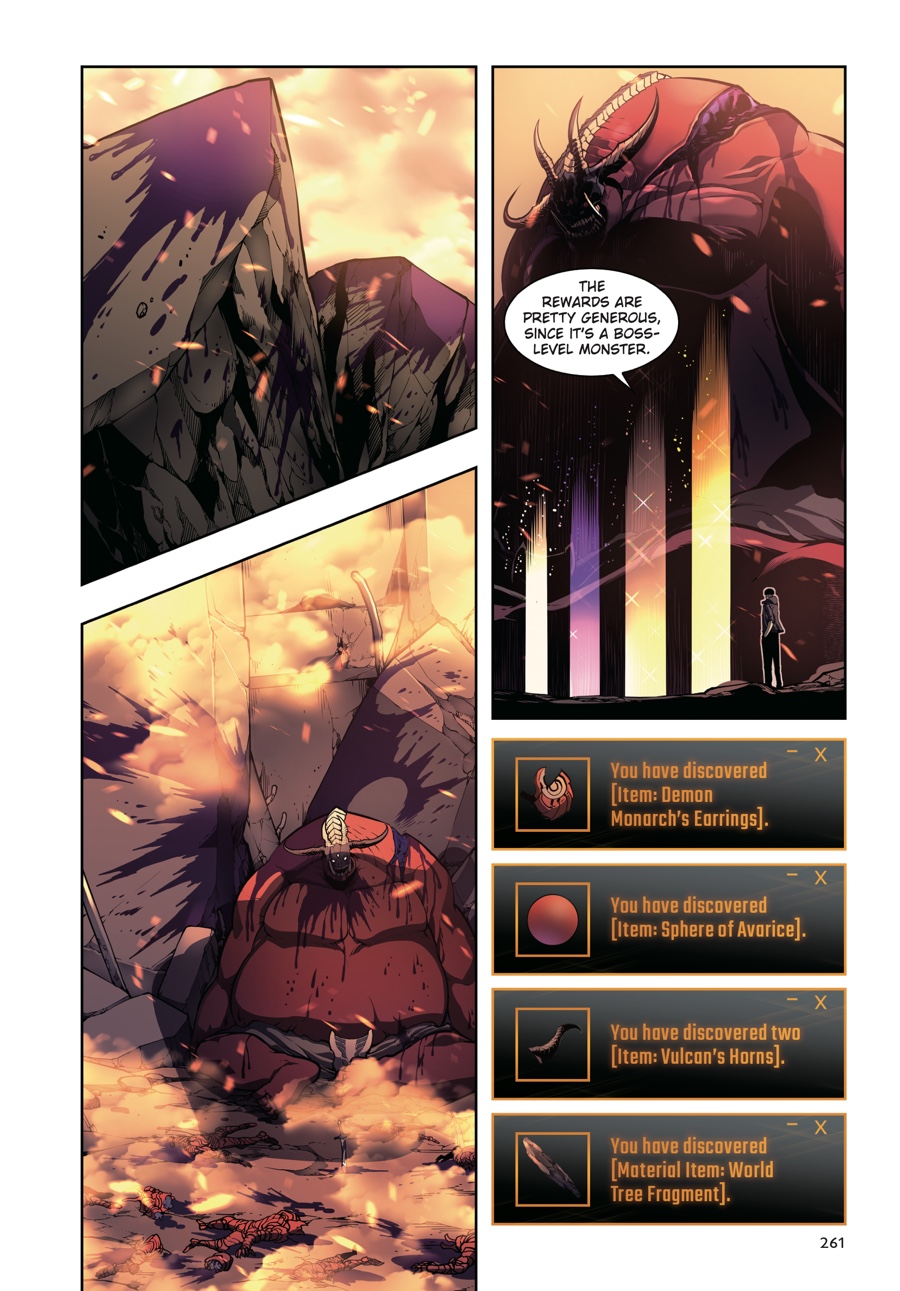 THE
REWARDS ARE
PRETTY GENEROUS,
SINCE IT'S A BOSS-
LEVEL MONSTER.
– X
You have discovered
[Item: Demon
Monarch's Earrings].
– X
You have discovered
[Item: Sphere of Avarice].
– X
You have discovered two
[Item: Vulcan's Horns].
– X
You have discovered
[Material Item: World
Tree Fragment].
261